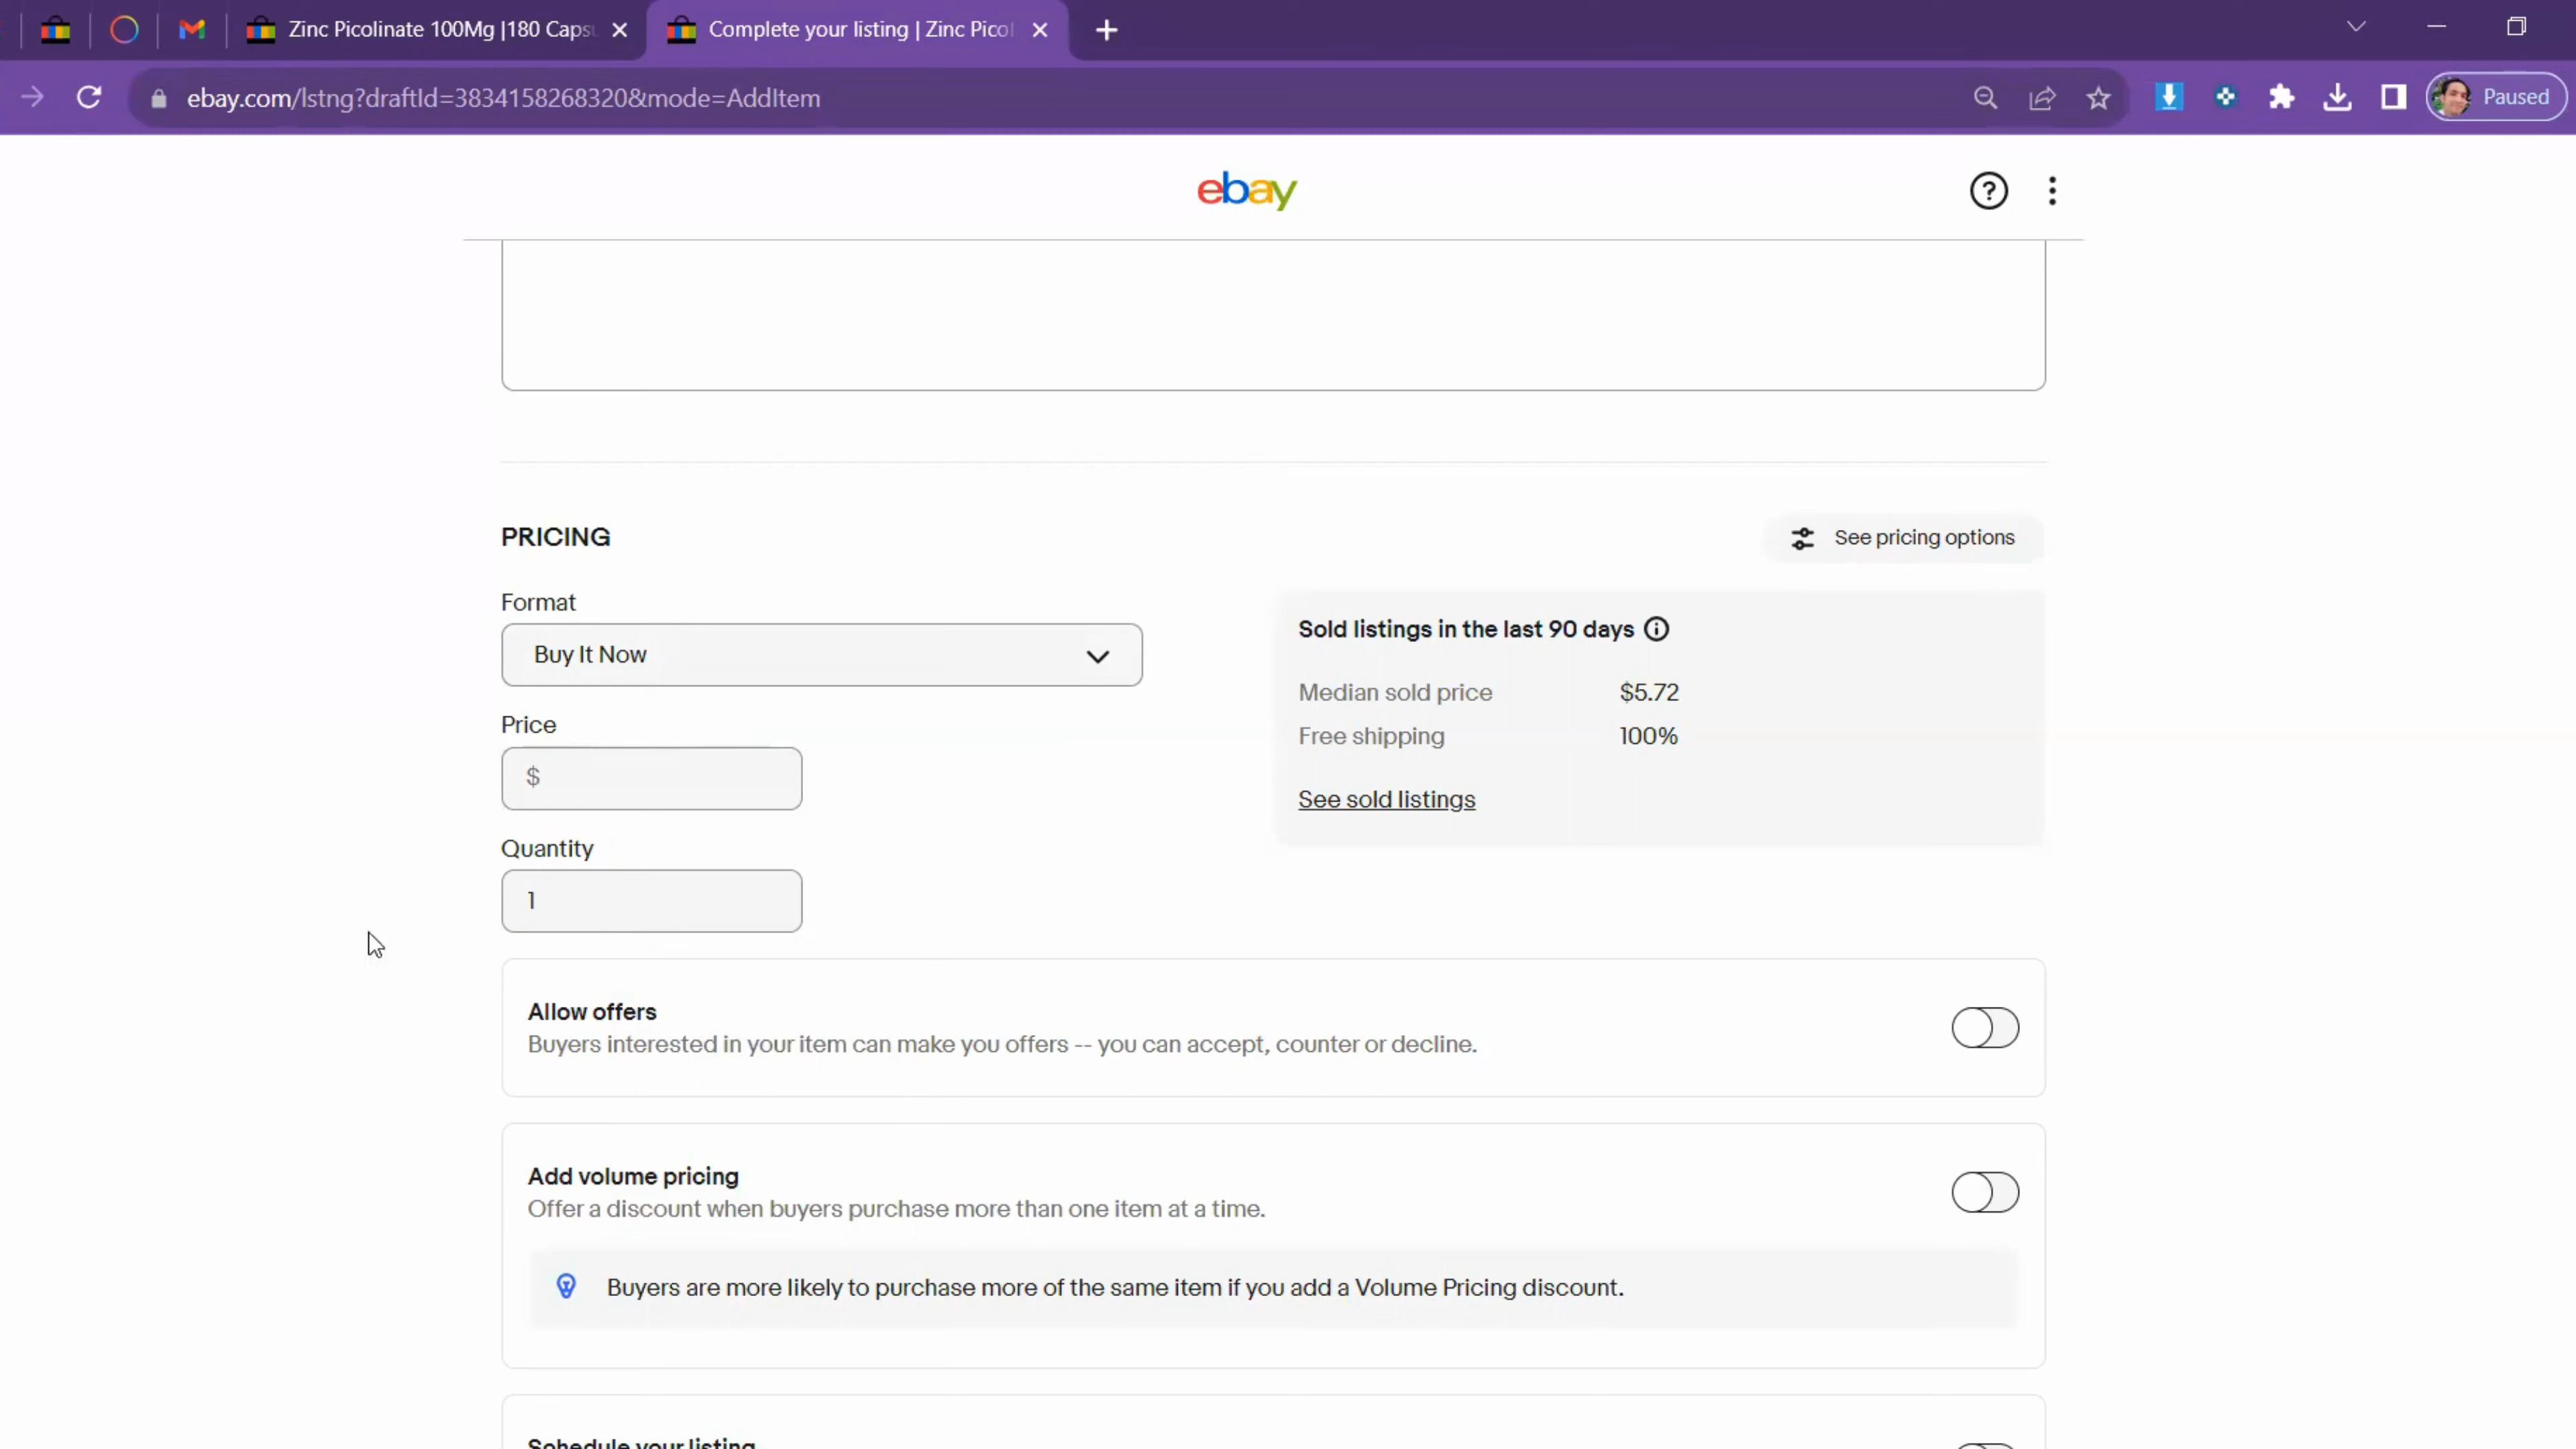 Zinc Picolinate 100Mg |180 Caps
Complete your listing | Zinc Picol
ebay.com/lstng?draftId=3834158268320&mode=AddItem
Paused
ebay
PRICING
See pricing options
Format
Buy It Now
Sold listings in the last 90 days
Median sold price $5.72
Free shipping 100%
See sold listings
Price
$
Quantity
1
Allow offers
Buyers interested in your item can make you offers -- you can accept, counter or decline.
Add volume pricing
Offer a discount when buyers purchase more than one item at a time.
Buyers are more likely to purchase more of the same item if you add a Volume Pricing discount.
Schedule your listing